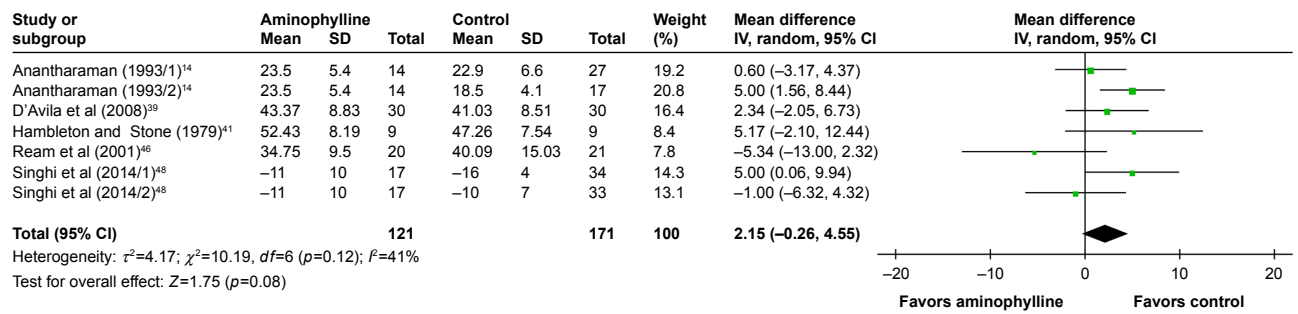 Study or Aminophylline Control Weight Mean difference Mean difference
subgroup Mean SD Total Mean SD Total (%) IV, random, 95% CI IV, random, 95% CI
Anantharaman (1993/1)¹⁴ 23.5 5.4 14 22.9 6.6 27 19.2 0.60 (–3.17, 4.37)
Anantharaman (1993/2)¹⁴ 23.5 5.4 14 18.5 4.1 17 20.8 5.00 (1.56, 8.44)
D’Avila et al (2008)³⁹ 43.37 8.83 30 41.03 8.51 30 16.4 2.34 (–2.05, 6.73)
Hambleton and Stone (1979)⁴¹ 52.43 8.19 9 47.26 7.54 9 8.4 5.17 (–2.10, 12.44)
Ream et al (2001)⁴⁶ 34.75 9.5 20 40.09 15.03 21 7.8 –5.34 (–13.00, 2.32)
Singhi et al (2014/1)⁴⁸ –11 10 17 –16 4 34 14.3 5.00 (0.06, 9.94)
Singhi et al (2014/2)⁴⁸ –11 10 17 –10 7 33 13.1 –1.00 (–6.32, 4.32)
Total (95% CI) 121 171 100 2.15 (–0.26, 4.55)
Heterogeneity: τ²=4.17; χ²=10.19, df=6 (p=0.12); I²=41%
Test for overall effect: Z=1.75 (p=0.08)
–20 –10 0 10 20
Favors aminophylline Favors control